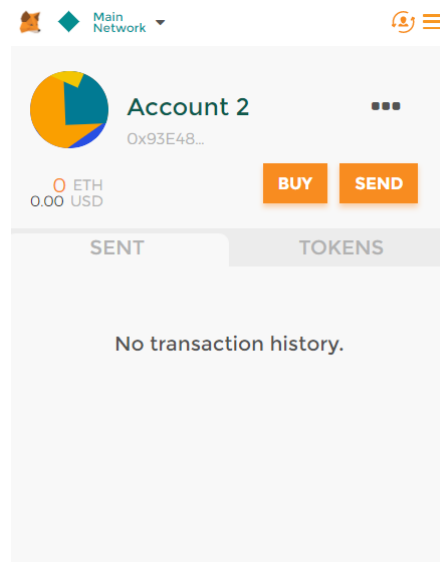 Main
Network
Account 2
0x93E48...
0 ETH
0.00 USD
BUY
SEND
SENT
TOKENS
No transaction history.